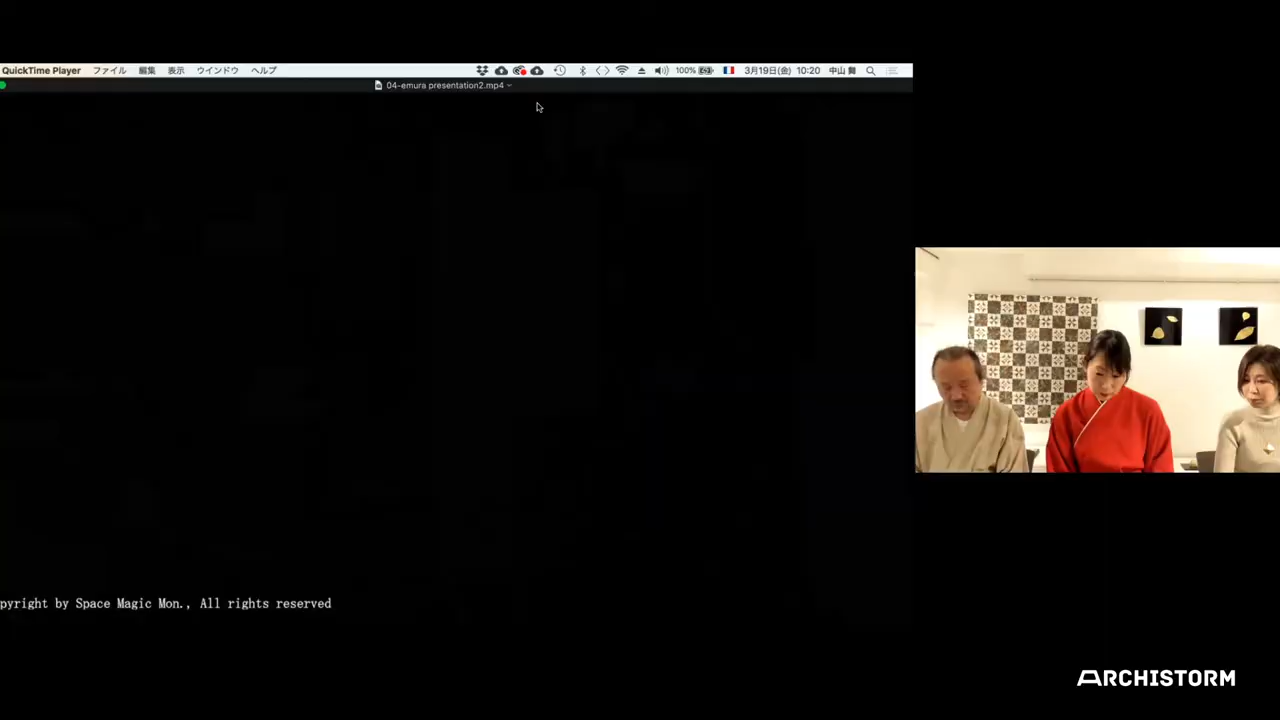 QuickTime Player ファイル 編集 表示 ウインドウ ヘルプ 100% 3月19日(金) 10:20 中山 舞
04-emura presentation2.mp4
pyright by Space Magic Mon., All rights reserved
ARCHISTORM